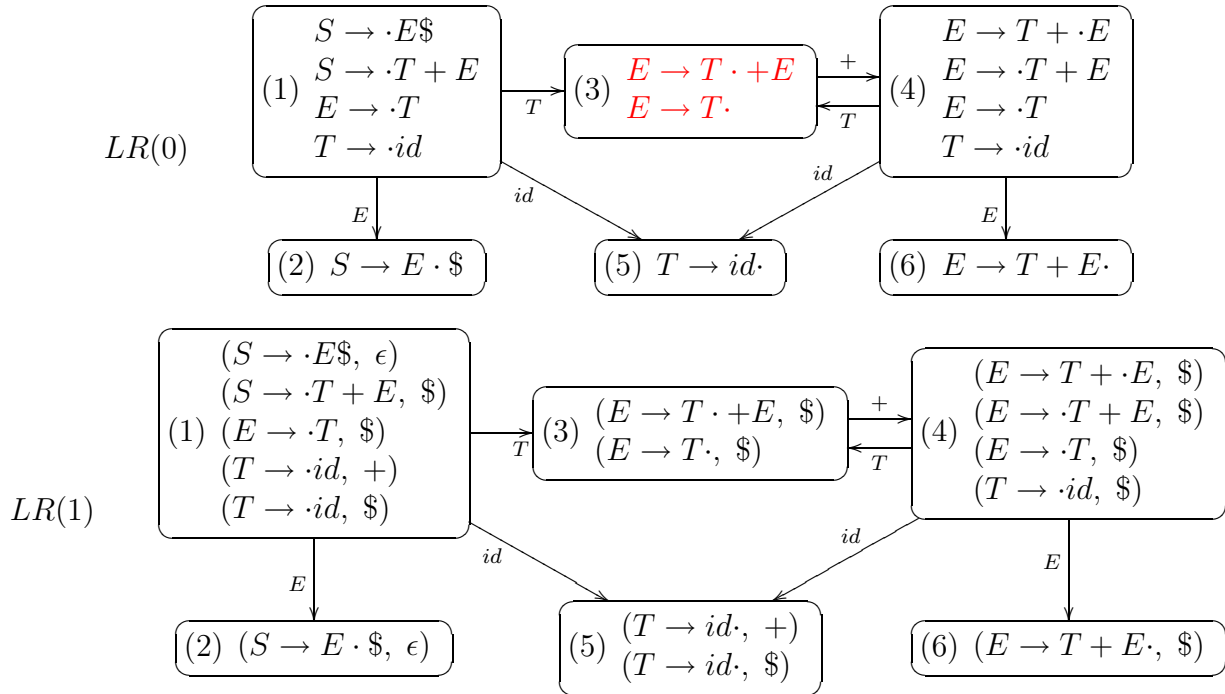 S → ·E$
S → ·T + E
(1)
E → ·T
T → ·id
T
(3)
E → T · +E
E → T·
+
T
E → T + ·E
E → ·T + E
(4)
E → ·T
T → ·id
LR(0)
E
id
id
E
(2) S → E · $
(5) T → id·
(6) E → T + E·
(S → ·E$, ϵ)
(S → ·T + E, $)
(1) (E → ·T, $)
(T → ·id, +)
(T → ·id, $)
T
(3)
(E → T · +E, $)
(E → T·, $)
+
T
(E → T + ·E, $)
(E → ·T + E, $)
(4)
(E → ·T, $)
(T → ·id, $)
LR(1)
E
id
id
E
(2) (S → E · $, ϵ)
(5)
(T → id·, +)
(T → id·, $)
(6) (E → T + E·, $)